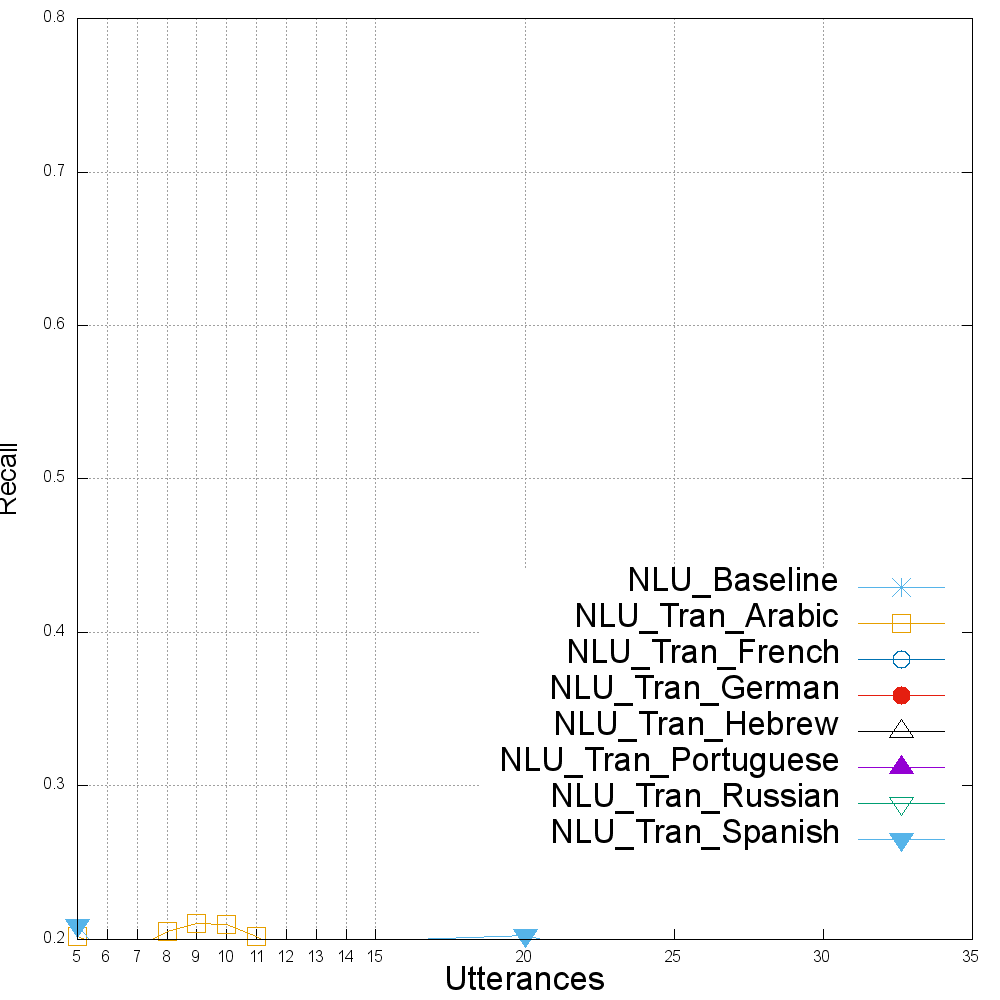 0.8
0.7
0.6
0.5
0.4
0.3
0.2
Recall
NLU_Baseline
NLU_Tran_Arabic
NLU_Tran_French
NLU_Tran_German
NLU_Tran_Hebrew
NLU_Tran_Portuguese
NLU_Tran_Russian
NLU_Tran_Spanish
5 6 7 8 9 10 11 12 13 14 15 20 25 30 35
Utterances